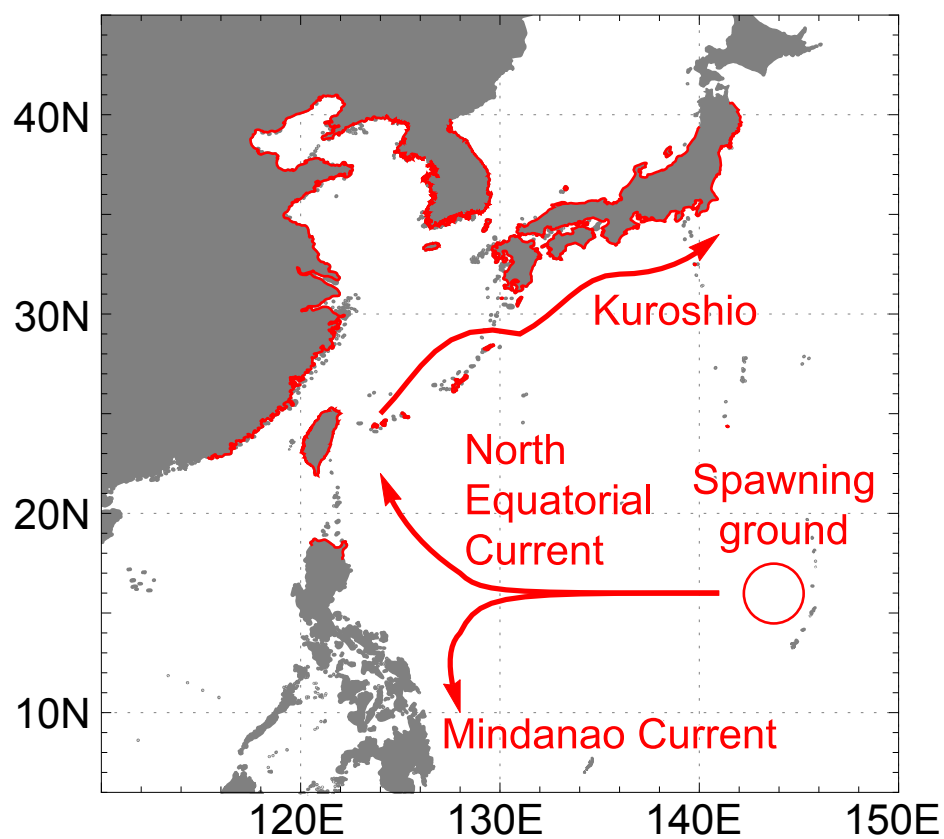 40N
30N
20N
10N
Kuroshio
North
Equatorial
Current
Spawning
ground
Mindanao Current
120E
130E
140E
150E